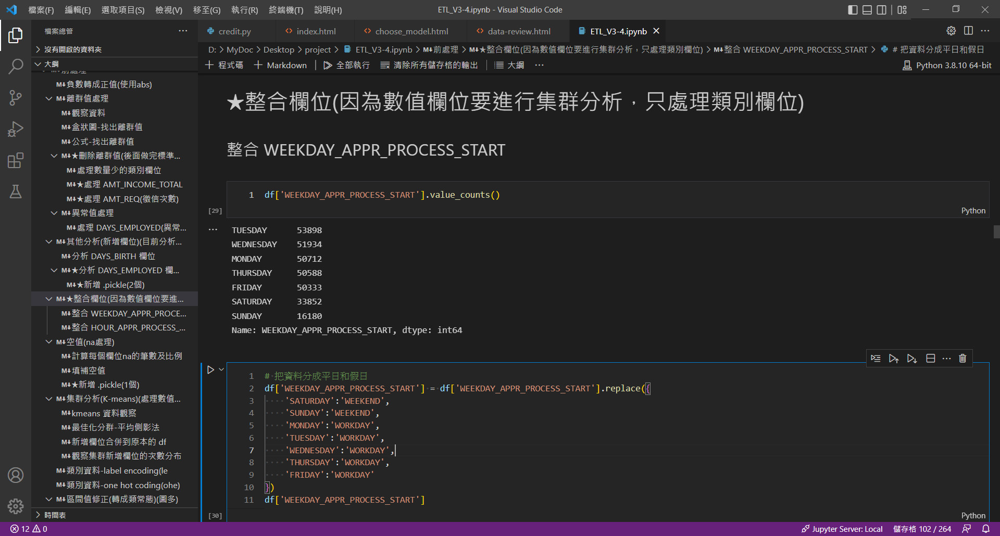 檔案(F) 編輯(E) 選取項目(S) 檢視(V) 移至(G) 執行(R) 終端機(T) 說明(H) ETL_V3-4.ipynb - Visual Studio Code
檔案總管 ···
credit.py index.html choose_model.html data-review.html ETL_V3-4.ipynb
沒有開啟的資料夾
D: > MyDoc > Desktop > project > ETL_V3-4.ipynb > M↓前處理 > M↓★整合欄位(因為數值欄位要進行集群分析，只處理類別欄位) > M↓整合 WEEKDAY_APPR_PROCESS_START > # 把資料分成平日和假日
+ 程式碼 + Markdown 全部執行 清除所有儲存格的輸出 大綱 ··· Python 3.8.10 64-bit
大綱
M↓負數轉成正值(使用abs)
M↓離群值處理
M↓觀察資料
M↓盒狀圖-找出離群值
M↓公式-找出離群值
M↓★刪除離群值(後面做完標準...
M↓處理數量少的類別欄位
M↓★處理 AMT_INCOME_TOTAL
M↓★處理 AMT_REQ(徵信次數)
M↓異常值處理
M↓處理 DAYS_EMPLOYED(異常...
M↓其他分析(新增欄位)(目前分析...
M↓分析 DAYS_BIRTH 欄位
M↓★分析 DAYS_EMPLOYED 欄...
M↓★新增 .pickle(2個)
M↓★整合欄位(因為數值欄位要進...
M↓整合 WEEKDAY_APPR_PROCE...
M↓整合 HOUR_APPR_PROCESS_...
M↓空值(na處理)
M↓計算每個欄位na的筆數及比例
M↓填補空值
M↓★新增 .pickle(1個)
M↓集群分析(K-means)(處理數值...
M↓kmeans 資料觀察
M↓最佳化分群-平均側影法
M↓新增欄位合併到原本的 df
M↓觀察集群新增欄位的次數分布
M↓類別資料-label encoding(le
M↓類別資料-one hot coding(ohe)
M↓區間值修正(轉成類常態)(圖多)
時間表
★整合欄位(因為數值欄位要進行集群分析，只處理類別欄位)
整合 WEEKDAY_APPR_PROCESS_START
1 df['WEEKDAY_APPR_PROCESS_START'].value_counts()
[29] Python
TUESDAY 53898
WEDNESDAY 51934
MONDAY 50712
THURSDAY 50588
FRIDAY 50333
SATURDAY 33852
SUNDAY 16180
Name: WEEKDAY_APPR_PROCESS_START, dtype: int64
1 # 把資料分成平日和假日
2 df['WEEKDAY_APPR_PROCESS_START'] = df['WEEKDAY_APPR_PROCESS_START'].replace({
3 'SATURDAY':'WEEKEND',
4 'SUNDAY':'WEEKEND',
5 'MONDAY':'WORKDAY',
6 'TUESDAY':'WORKDAY',
7 'WEDNESDAY':'WORKDAY',
8 'THURSDAY':'WORKDAY',
9 'FRIDAY':'WORKDAY'
10 })
11 df['WEEKDAY_APPR_PROCESS_START']
[30] Python
12 0 Jupyter Server: Local 儲存格 102 / 264